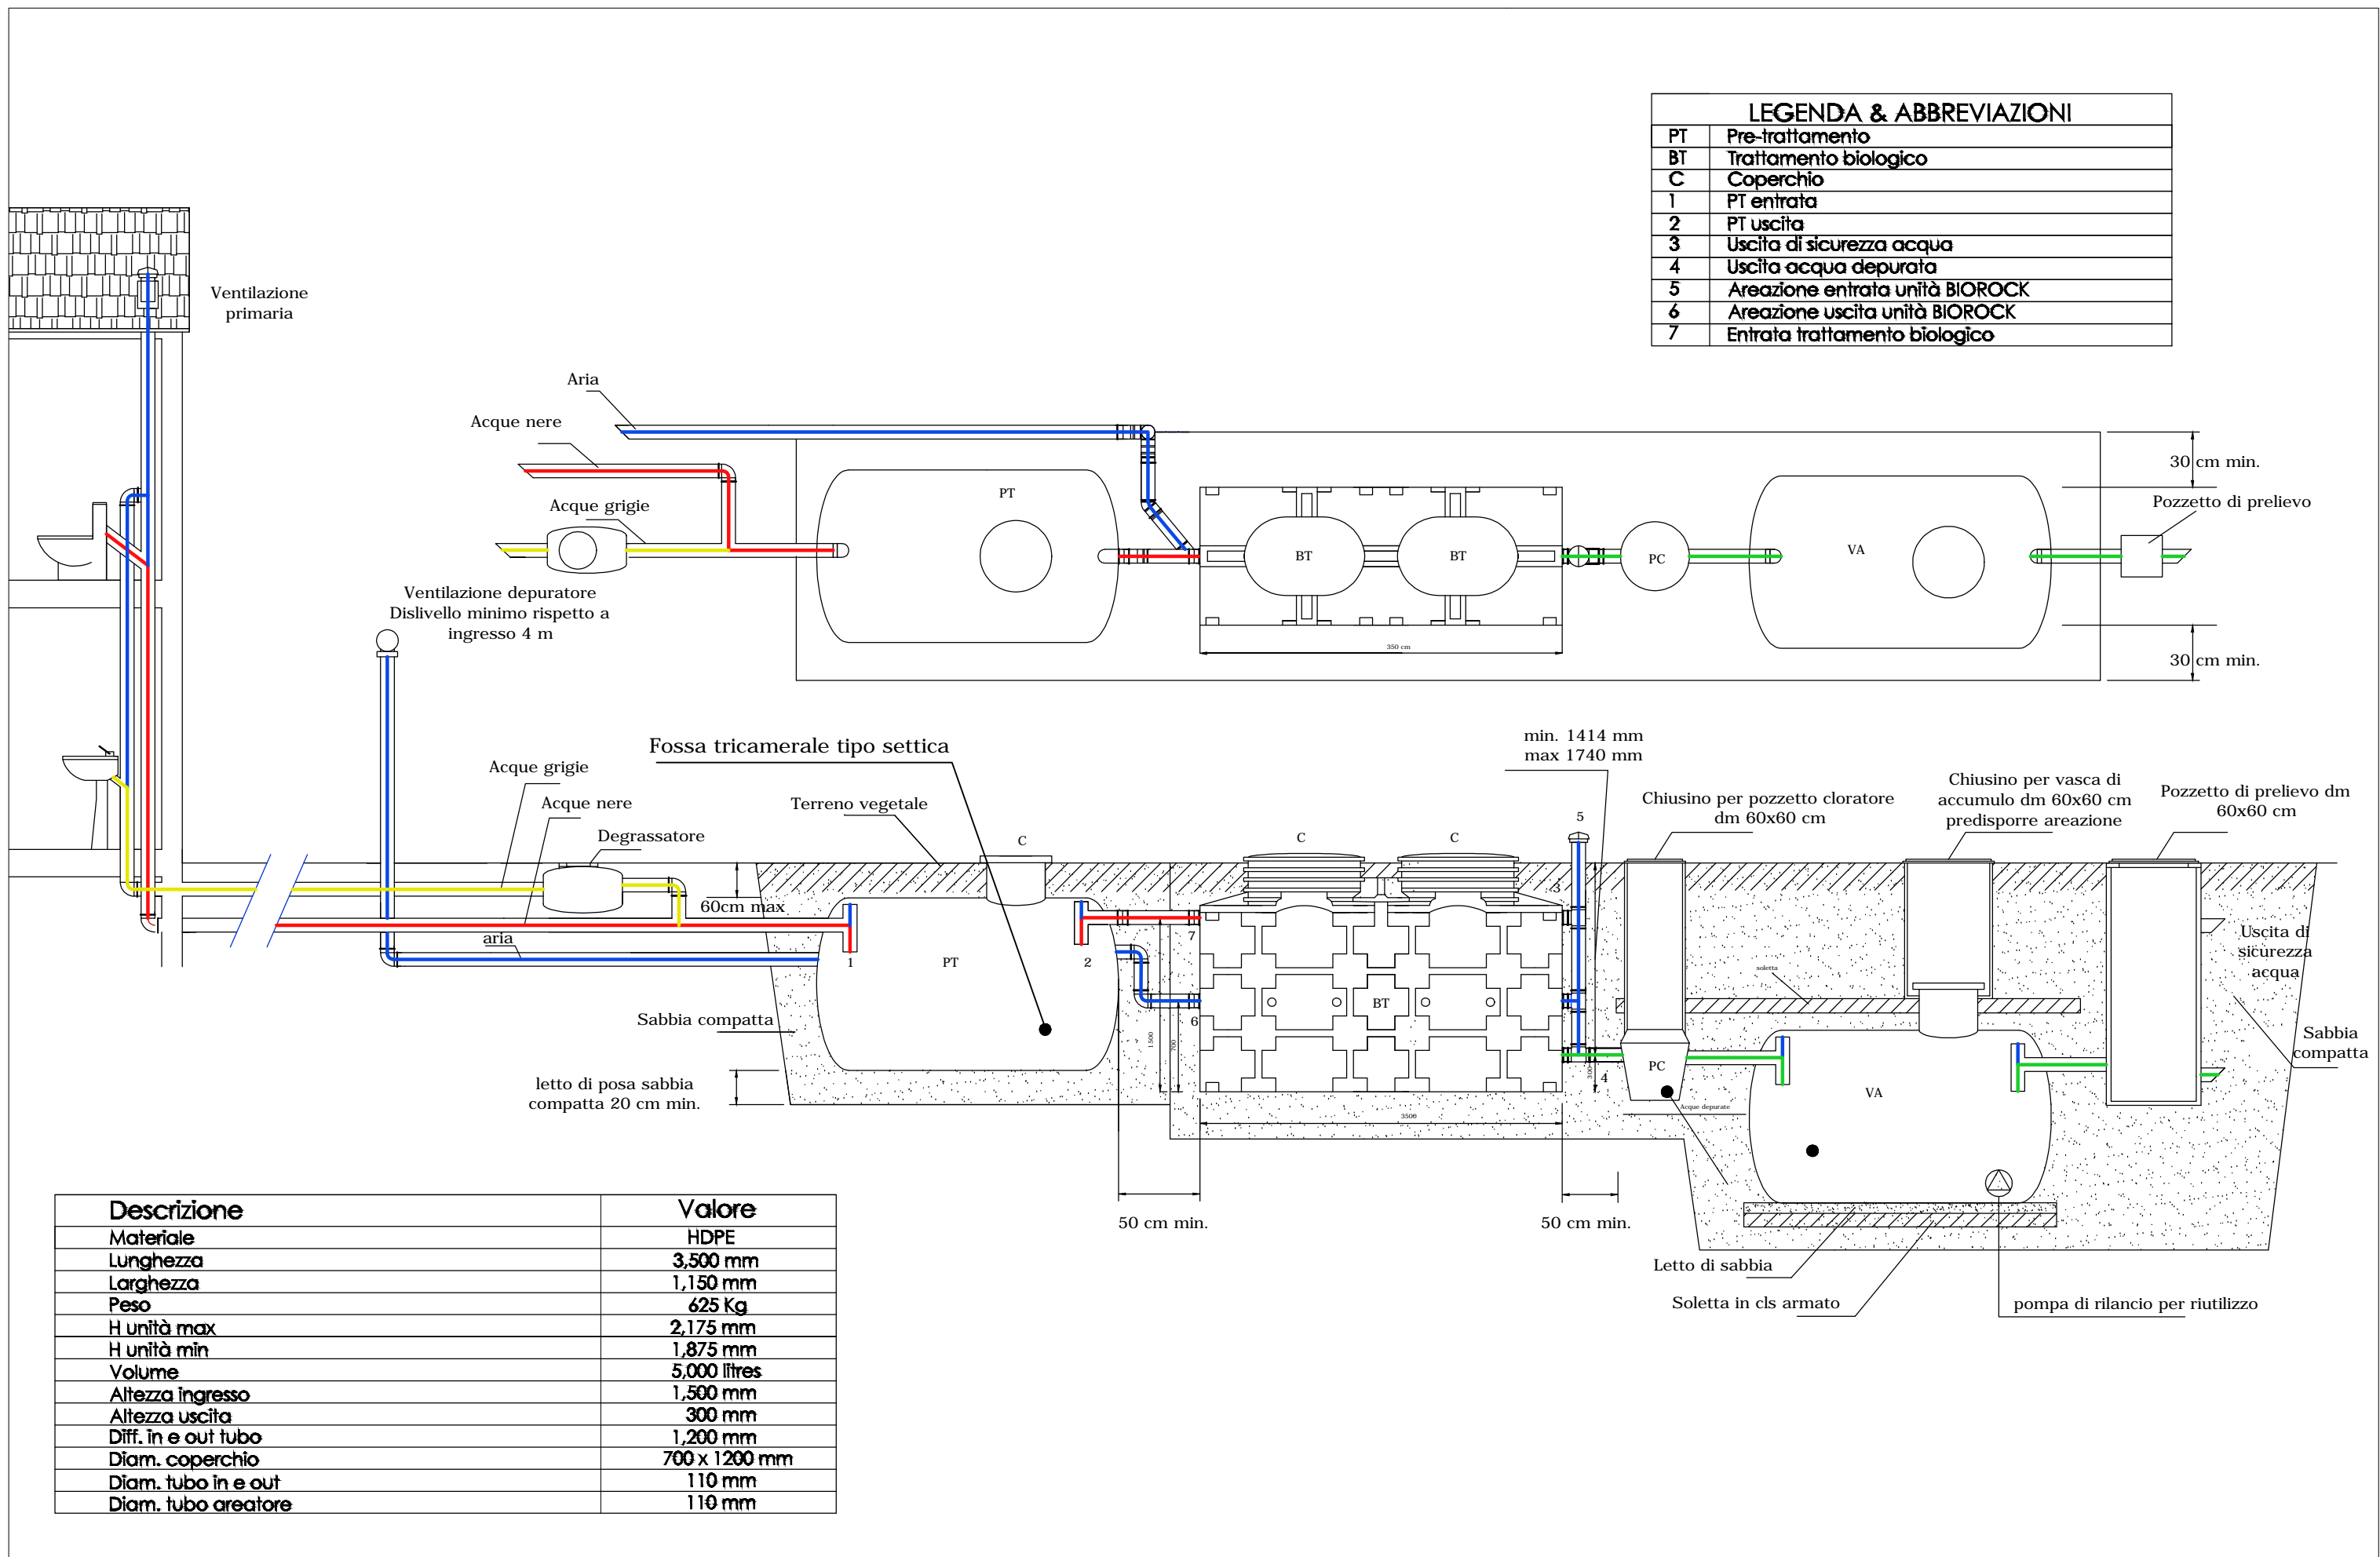 LEGENDA & ABBREVIAZIONI
PT Pre-trattamento
BT Trattamento biologico
C Coperchio
1 PT entrata
2 PT uscita
3 Uscita di sicurezza acqua
4 Uscita acqua depurata
5 Areazione entrata unità BIOROCK
6 Areazione uscita unità BIOROCK
7 Entrata trattamento biologico
Ventilazione
primaria
Aria
Acque nere
Acque grigie
PT
BT
BT
PC
VA
30 cm min.
Pozzetto di prelievo
30 cm min.
350 cm
Ventilazione depuratore
Dislivello minimo rispetto a
ingresso 4 m
Fossa tricamerale tipo settica
Acque grigie
Acque nere
Degrassatore
Terreno vegetale
C
C
C
min. 1414 mm
max 1740 mm
5
Chiusino per pozzetto cloratore
dm 60x60 cm
Chiusino per vasca di
accumulo dm 60x60 cm
predisporre areazione
Pozzetto di prelievo dm
60x60 cm
60cm max
aria
1
PT
2
7
6
3
BT
4
1500
700
300
3500
soletta
PC
Acque depurate
VA
Uscita di
sicurezza
acqua
Sabbia
compatta
Sabbia compatta
letto di posa sabbia
compatta 20 cm min.
50 cm min.
50 cm min.
Letto di sabbia
Soletta in cls armato
pompa di rilancio per riutilizzo
Descrizione Valore
Materiale HDPE
Lunghezza 3,500 mm
Larghezza 1,150 mm
Peso 625 Kg
H unità max 2,175 mm
H unità min 1,875 mm
Volume 5,000 litres
Altezza ingresso 1,500 mm
Altezza uscita 300 mm
Diff. in e out tubo 1,200 mm
Diam. coperchio 700 x 1200 mm
Diam. tubo in e out 110 mm
Diam. tubo areatore 110 mm